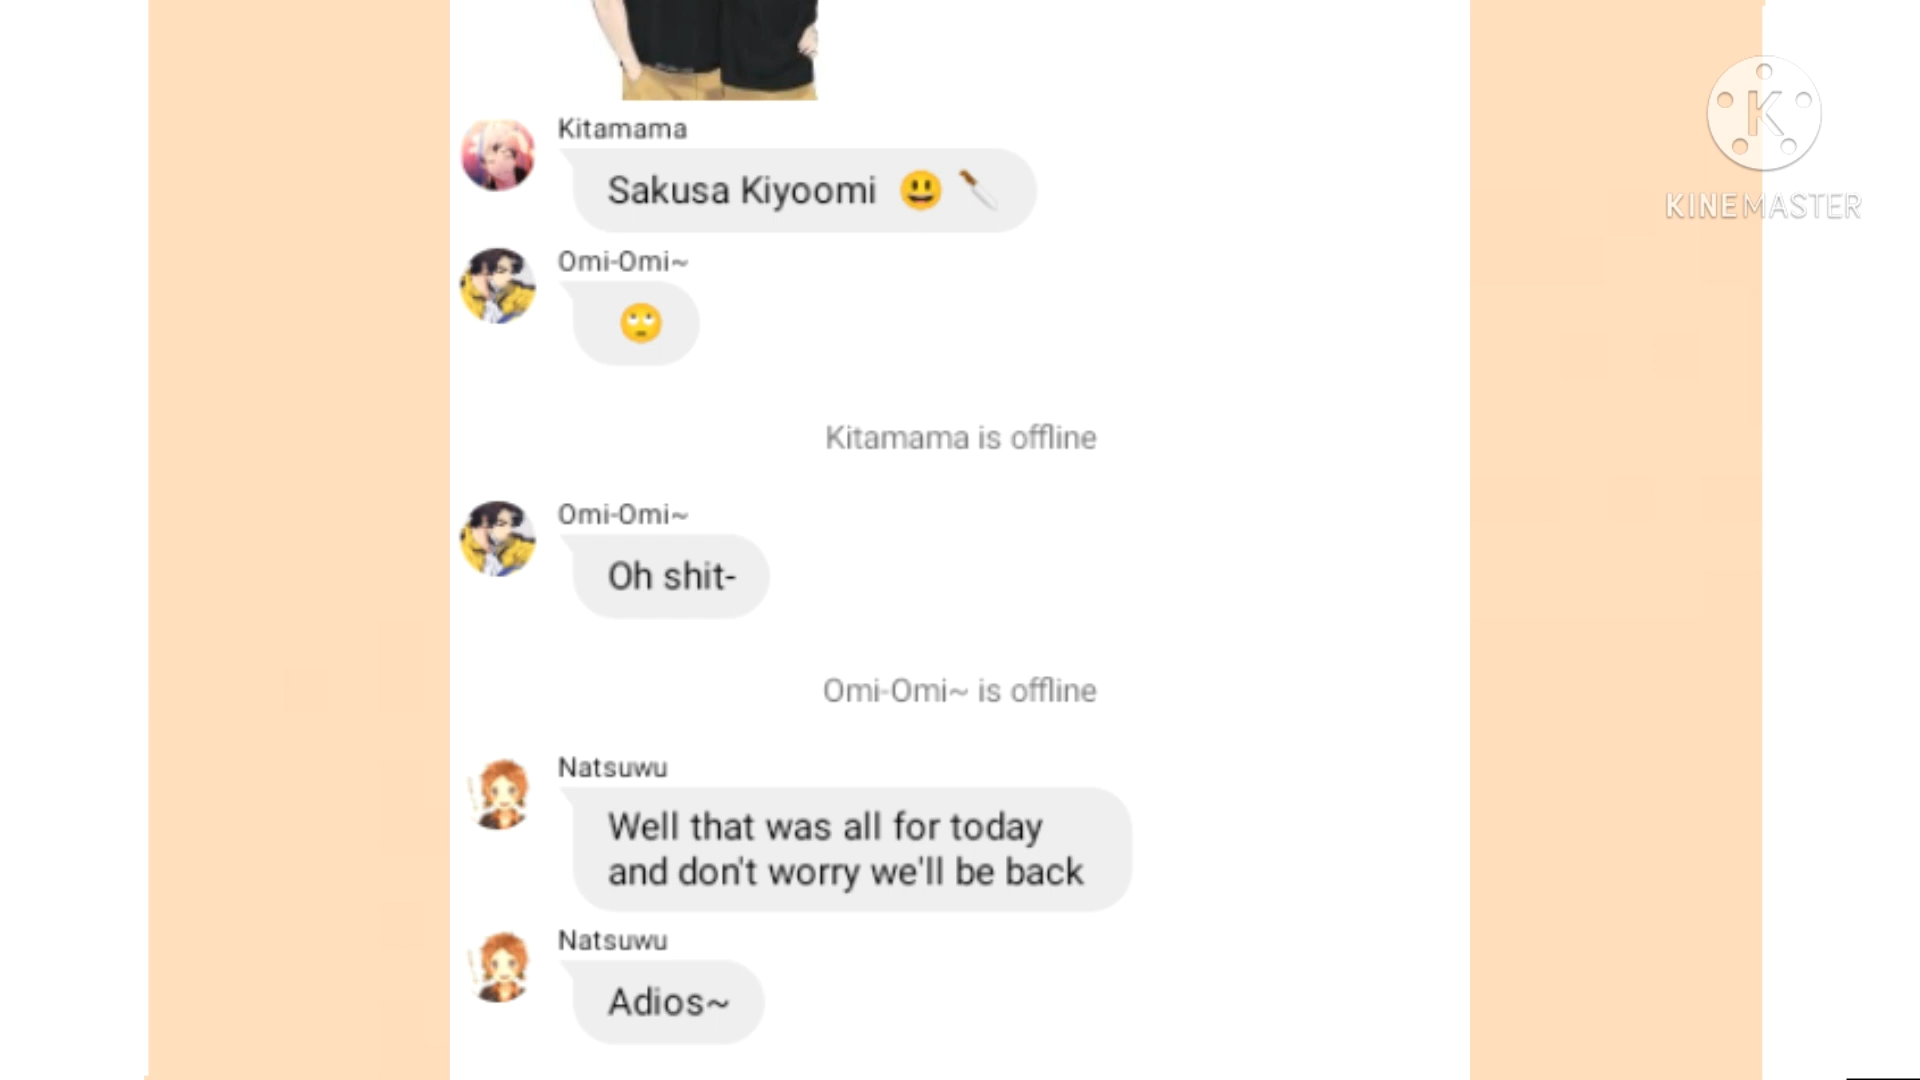 Kitamama
Sakusa Kiyoomi 😃 🔪
K
KINEMASTER
Omi-Omi~
🙄
Kitamama is offline
Omi-Omi~
Oh shit-
Omi-Omi~ is offline
Natsuwu
Well that was all for today
and don't worry we'll be back
Natsuwu
Adios~